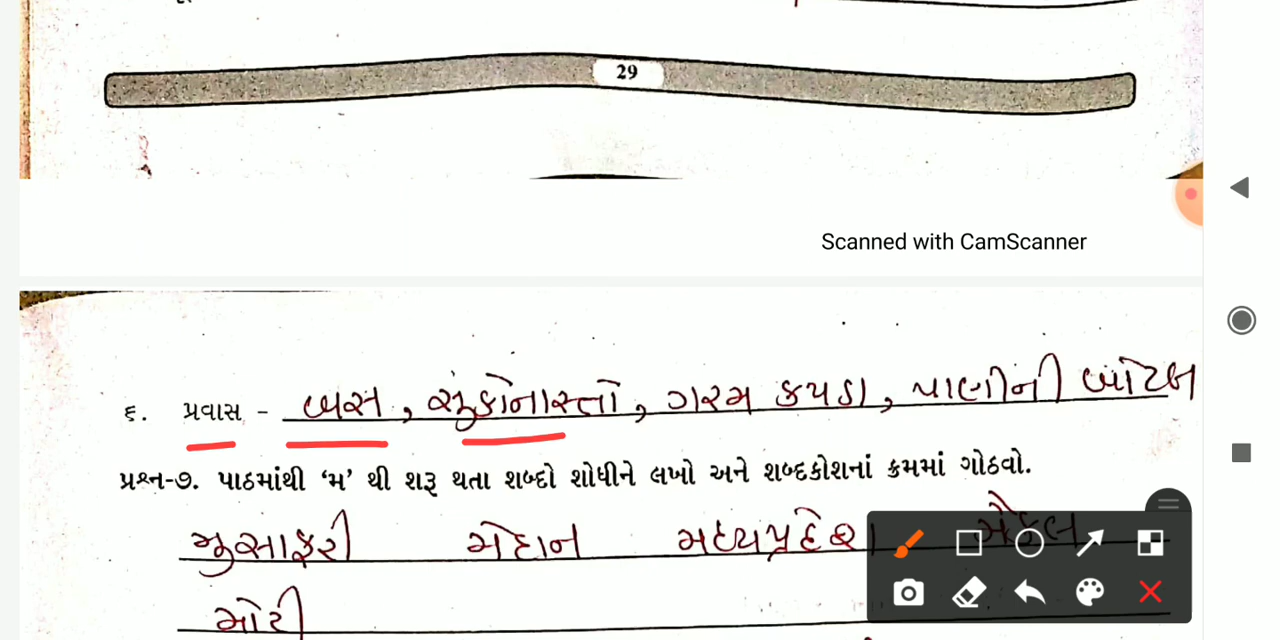 29
Scanned with CamScanner
૬. પ્રવાસ - બસ, સૂકોનાસ્તો, ગરમ કપડા, પાણીની બોટલ
પ્રશ્ન-૭. પાઠમાંથી ‘મ’ થી શરૂ થતા શબ્દો શોધીને લખો અને શબ્દકોશનાં ક્રમમાં ગોઠવો.
મુસાફરી મેદાન મધ્યપ્રદેશ
મોટી